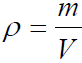 ρ = m/V